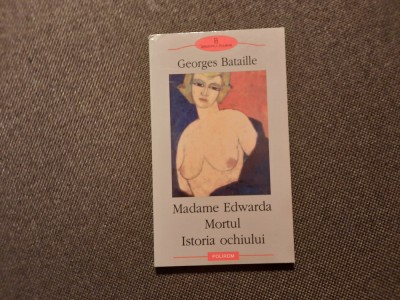 Georges Bataille
Madame Edwarda
Mortul
Istoria ochiului
POLIROM